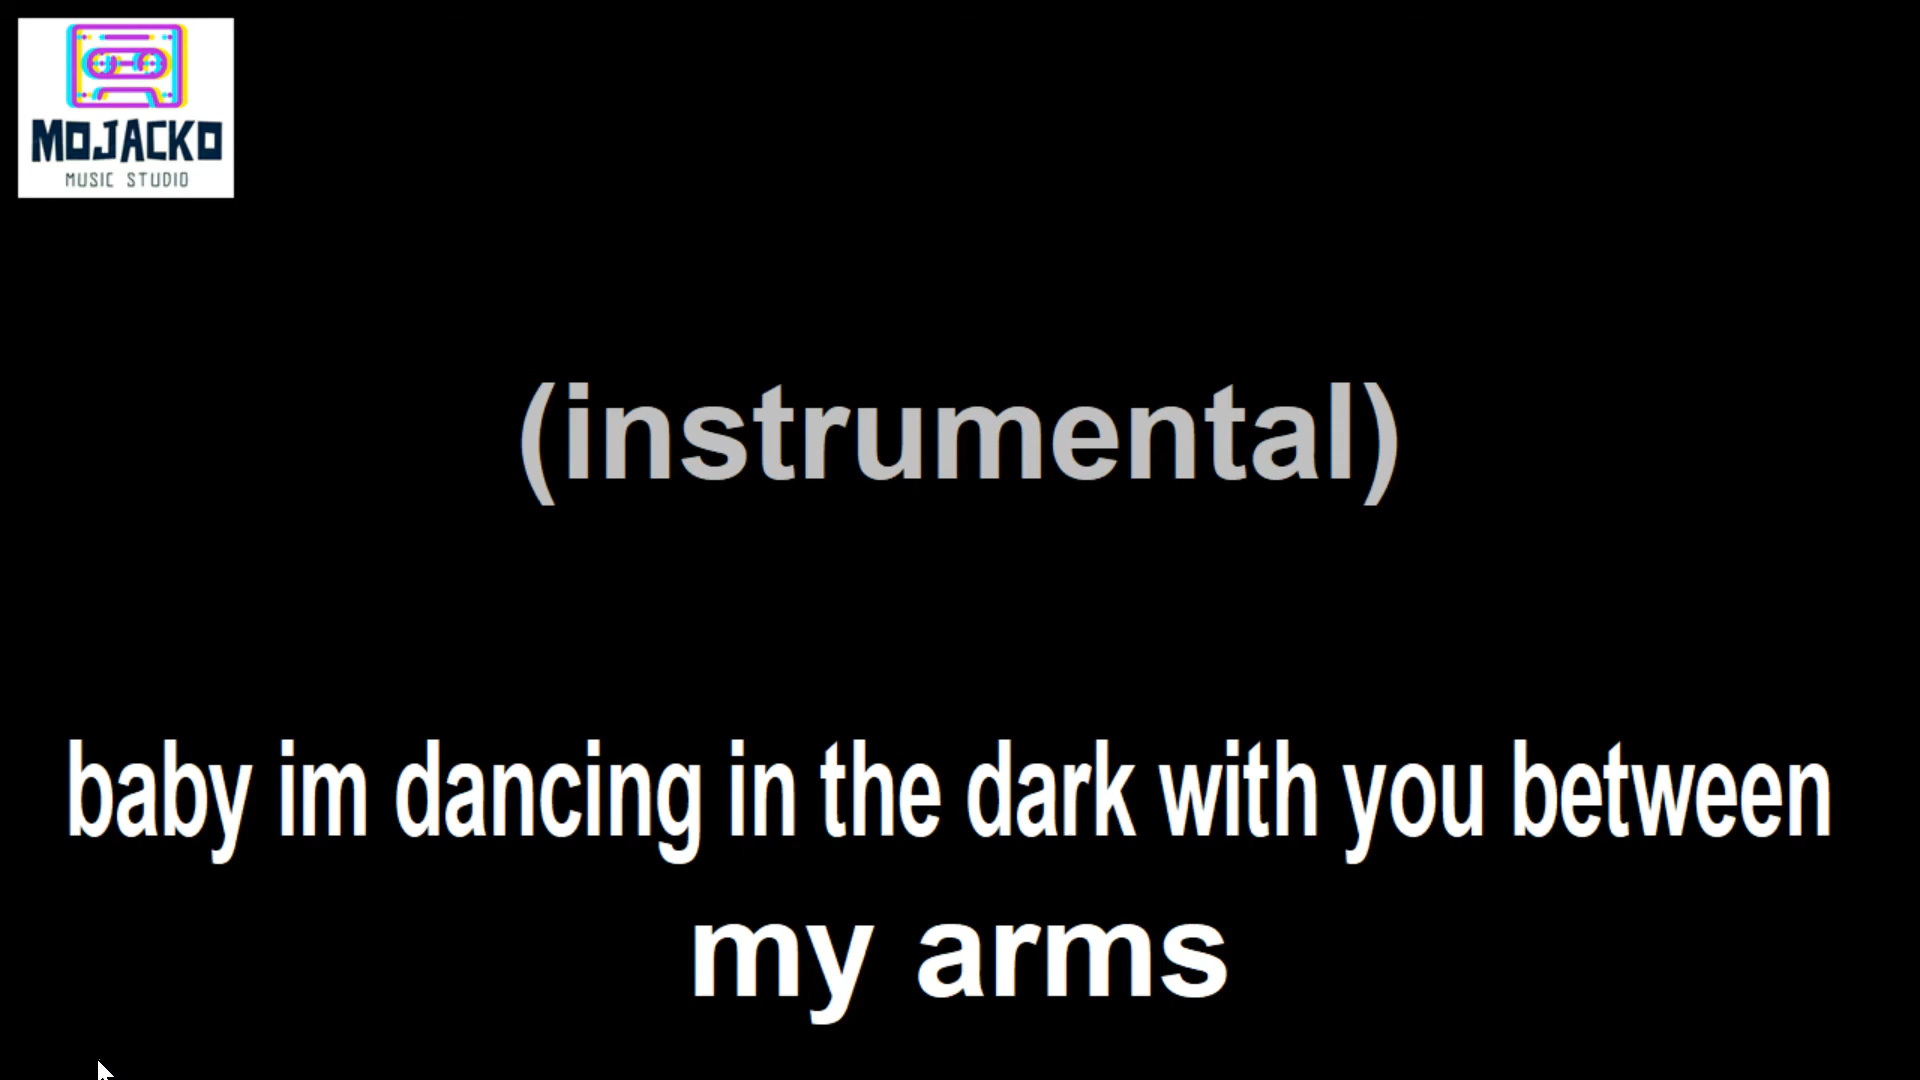 MOJACKO
MUSIC STUDIO
(instrumental)
baby im dancing in the dark with you between
my arms